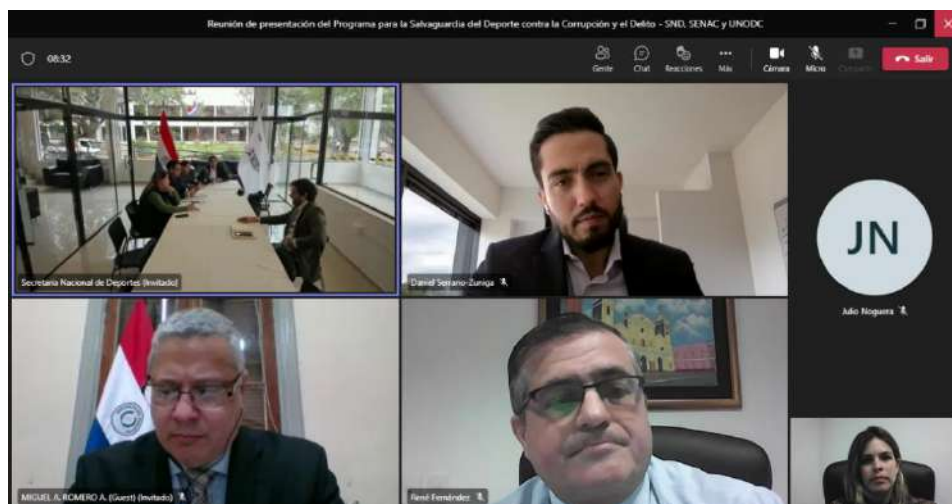 Reunión de presentación del Programa para la Salvaguardia del Deporte contra la Corrupción y el Delito - SND, SENAC y UNODC
08:32
Gente
Chat
Reacciones
Más
Cámara
Micro
Compartir
Salir
Secretaria Nacional de Deportes (Invitado)
Daniel Serrano-Zuniga
JN
Julio Noguera
MIGUEL A. ROMERO A. (Guest) (Invitado)
René Fernández